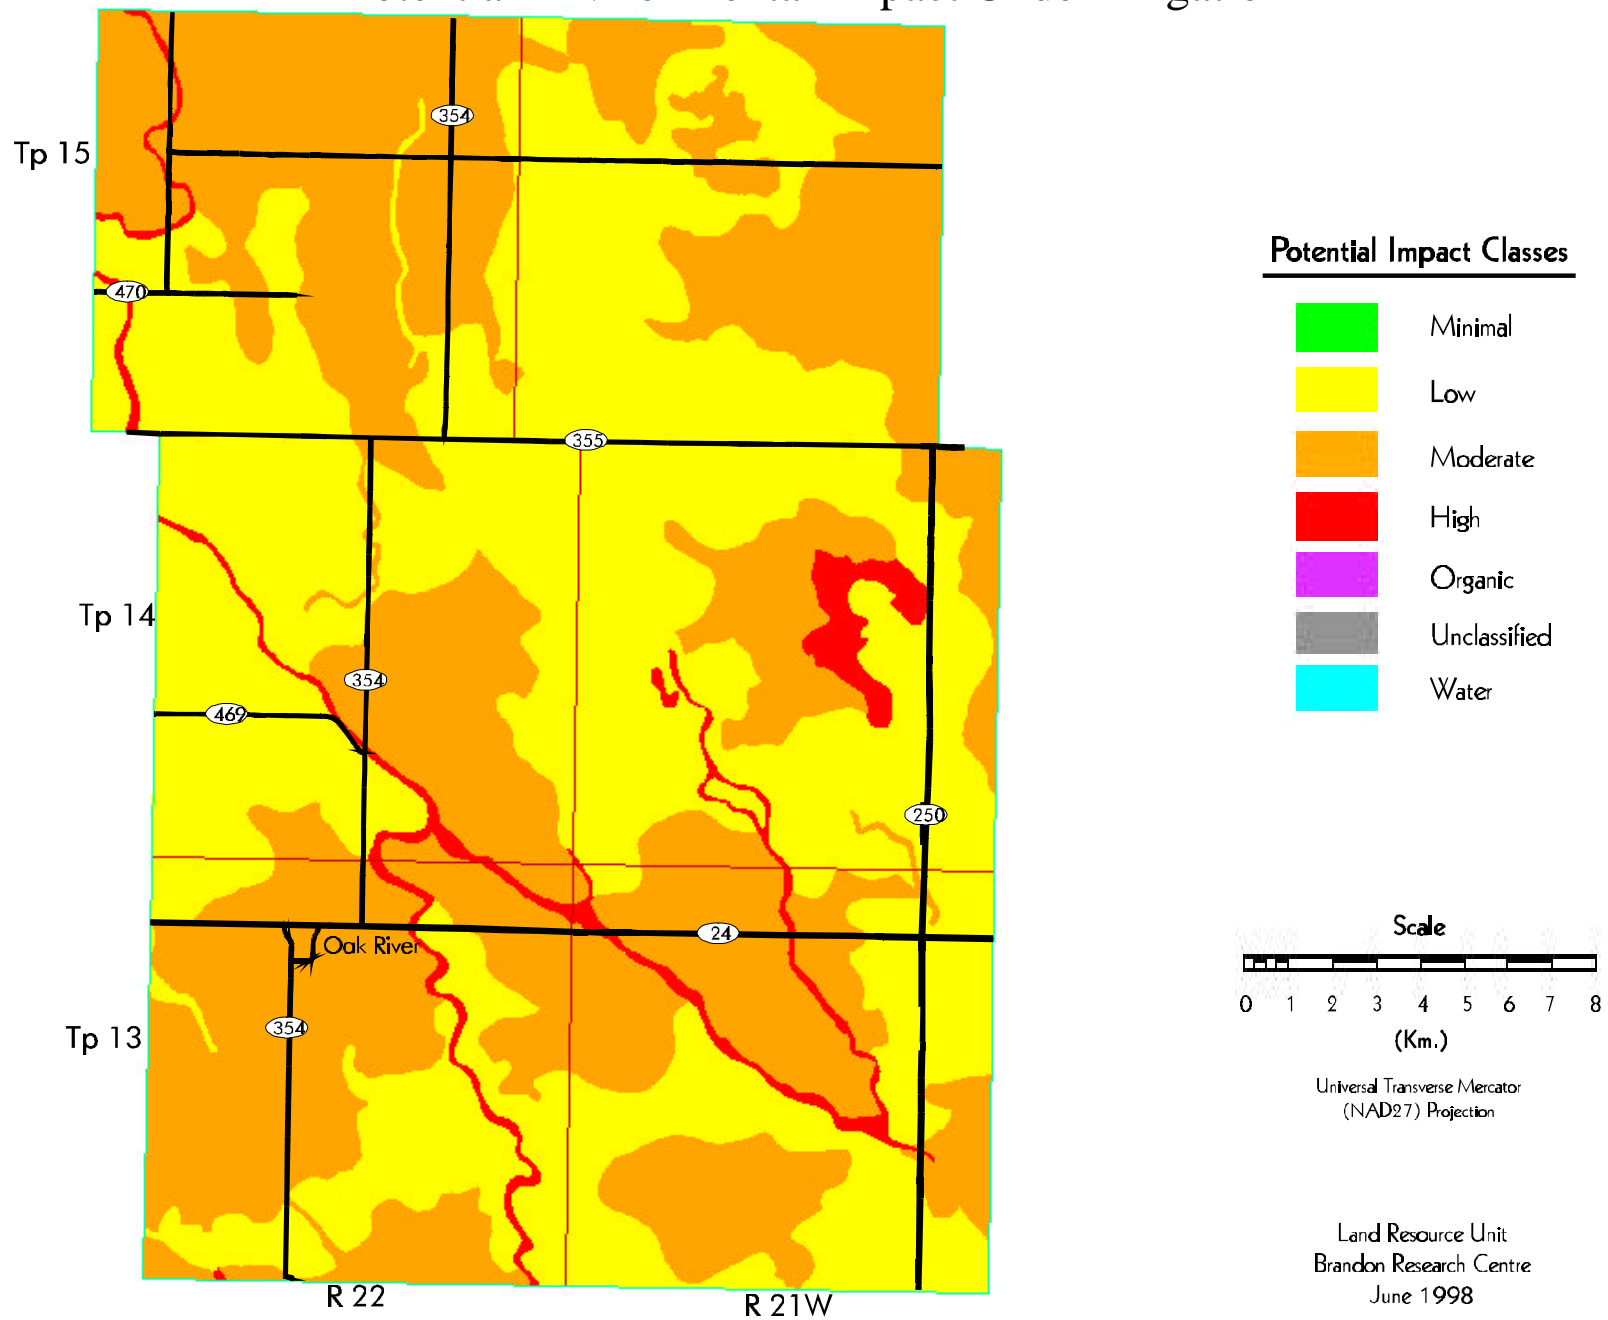 Tp 15
354
470
355
Tp 14
354
469
250
24
Oak River
Tp 13
354
R 22
R 21W
Potential Impact Classes
Minimal
Low
Moderate
High
Organic
Unclassified
Water
Scale
0 1 2 3 4 5 6 7 8
(Km.)
Universal Transverse Mercator
(NAD27) Projection
Land Resource Unit
Brandon Research Centre
June 1998